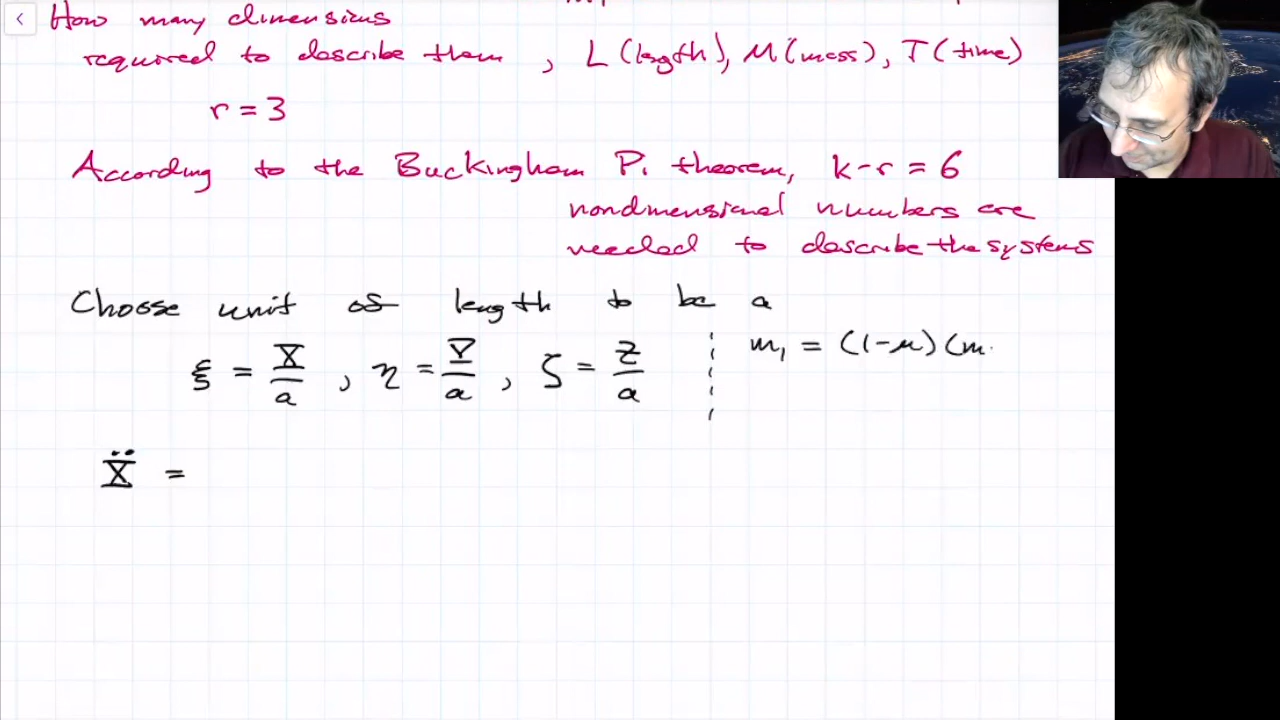 How many dimensions
required to describe them , L (length), M (mass), T (time)
r = 3
According to the Buckingham Pi theorem, k-r = 6
nondimensional numbers are
needed to describe the systems
Choose unit of length to be a
ξ = X/a , η = Y/a , ζ = Z/a m₁ = (1-μ)(m
Ẍ =